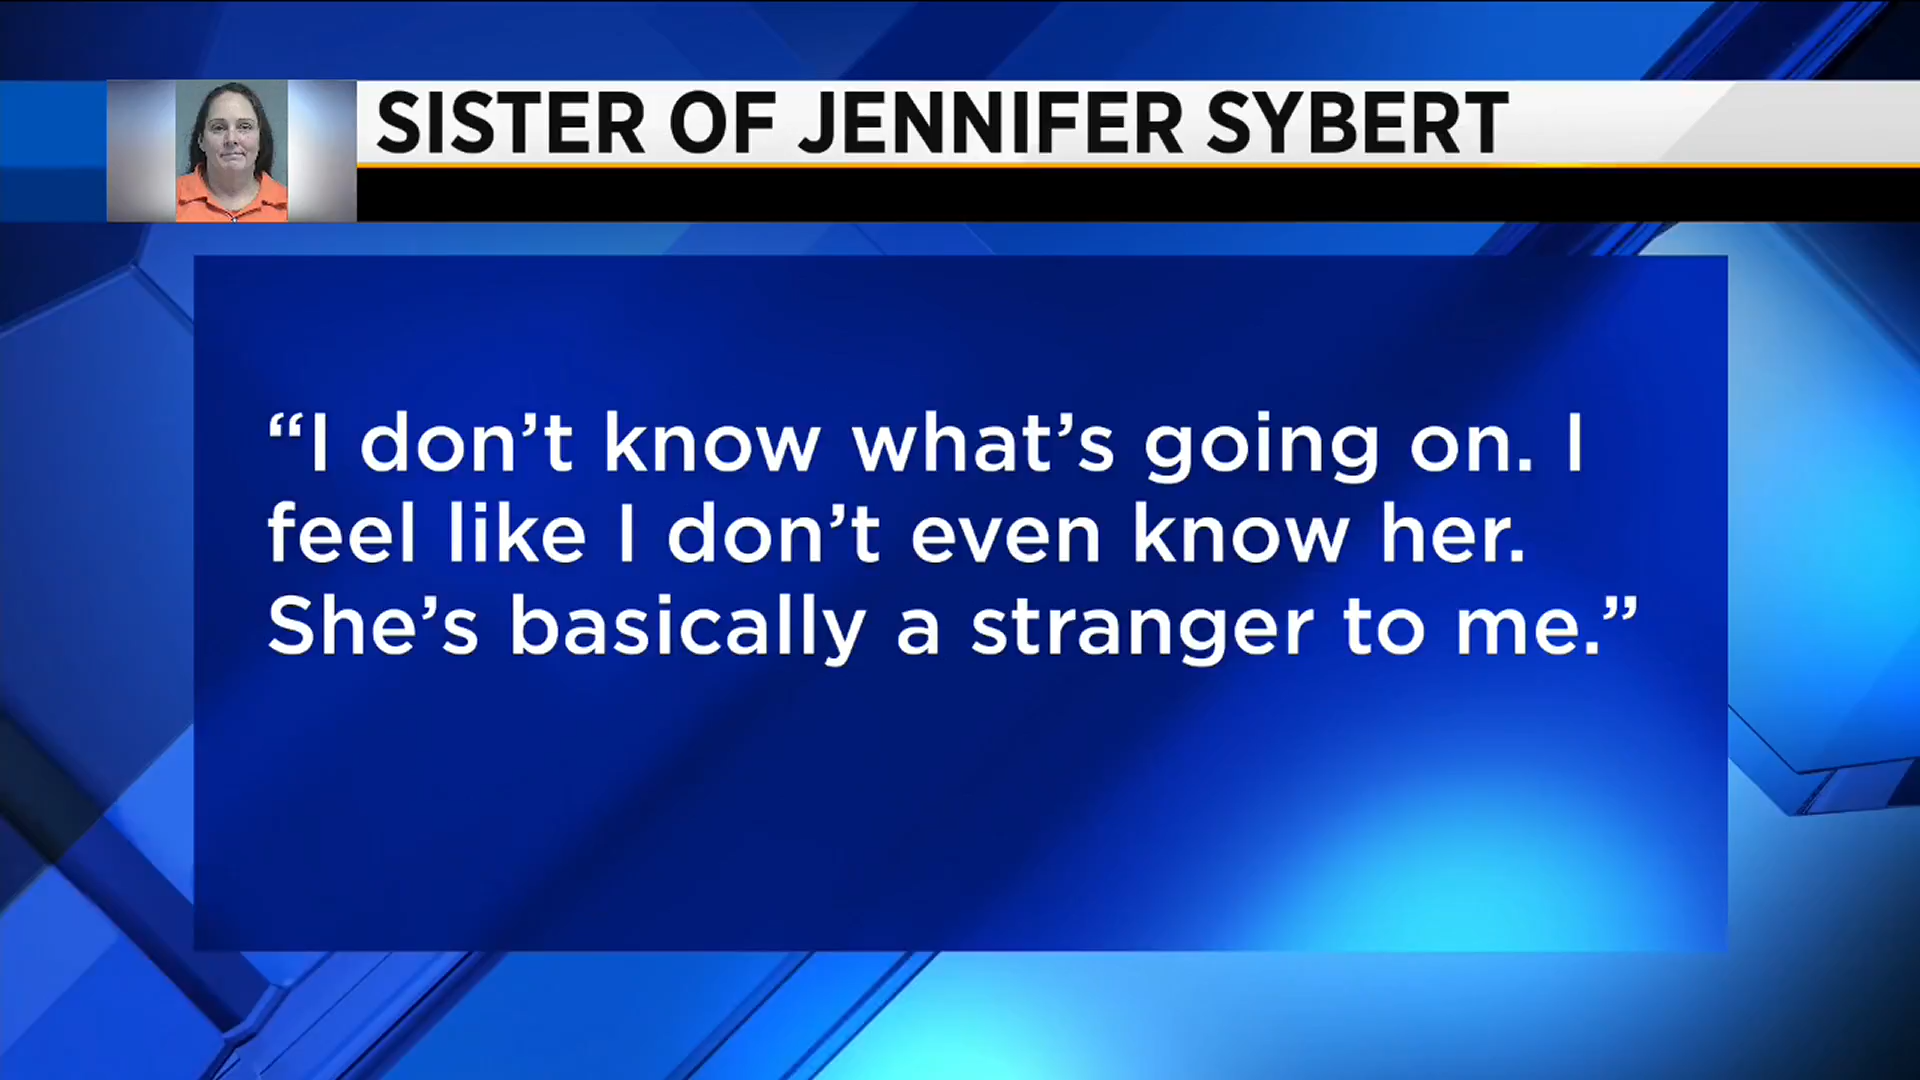 SISTER OF JENNIFER SYBERT
“I don’t know what’s going on. I
feel like I don’t even know her.
She’s basically a stranger to me.”